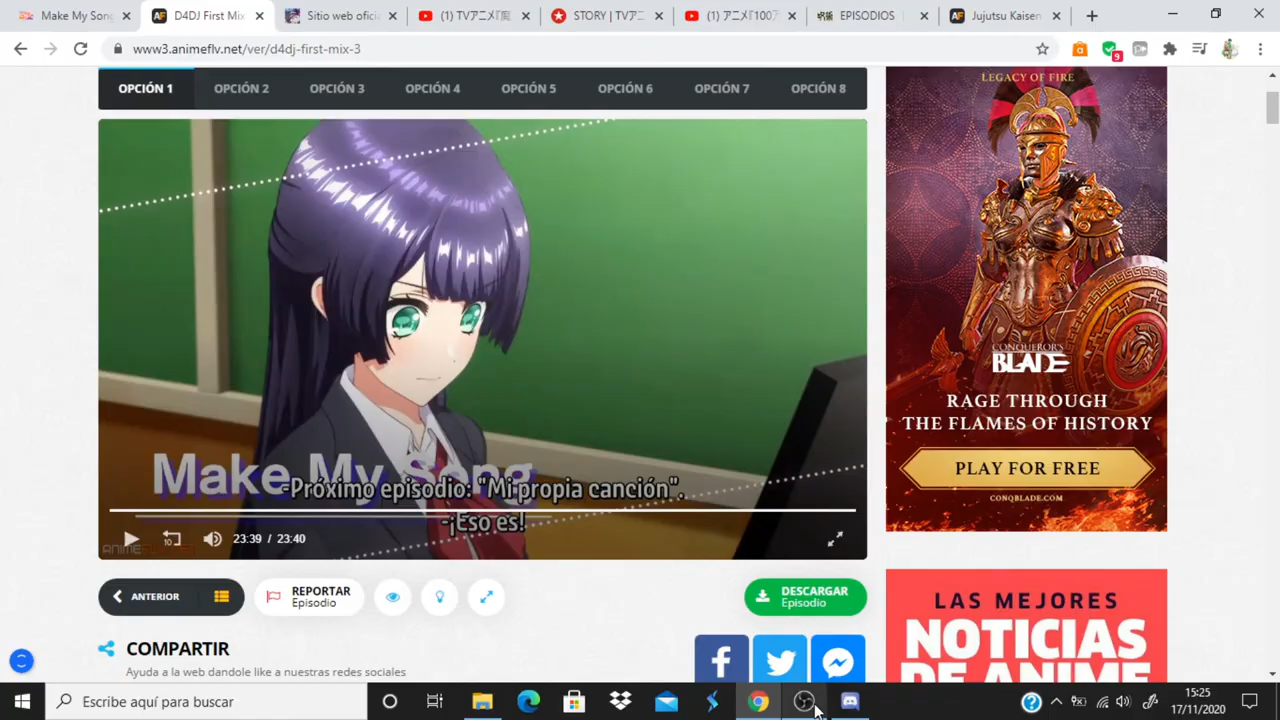 Make My Song
D4DJ First Mix
Sitio web ofici
(1) TVアニメ
STORY | TVア
(1) アニメ『100
EPISODIOS
Jujutsu Kaisen
www3.animeflv.net/ver/d4dj-first-mix-3
9
OPCIÓN 1
OPCIÓN 2
OPCIÓN 3
OPCIÓN 4
OPCIÓN 5
OPCIÓN 6
OPCIÓN 7
OPCIÓN 8
Make My Song
-Próximo episodio: "Mi propia canción".
-¡Eso es!
10
23:39 / 23:40
LEGACY OF FIRE
CONQUEROR'S
BLADE
RAGE THROUGH
THE FLAMES OF HISTORY
PLAY FOR FREE
CONQBLADE.COM
ANTERIOR
REPORTAR
Episodio
DESCARGAR
Episodio
COMPARTIR
Ayuda a la web dandole like a nuestras redes sociales
LAS MEJORES
NOTICIAS
DE ANIME
Escribe aquí para buscar
15:25
17/11/2020